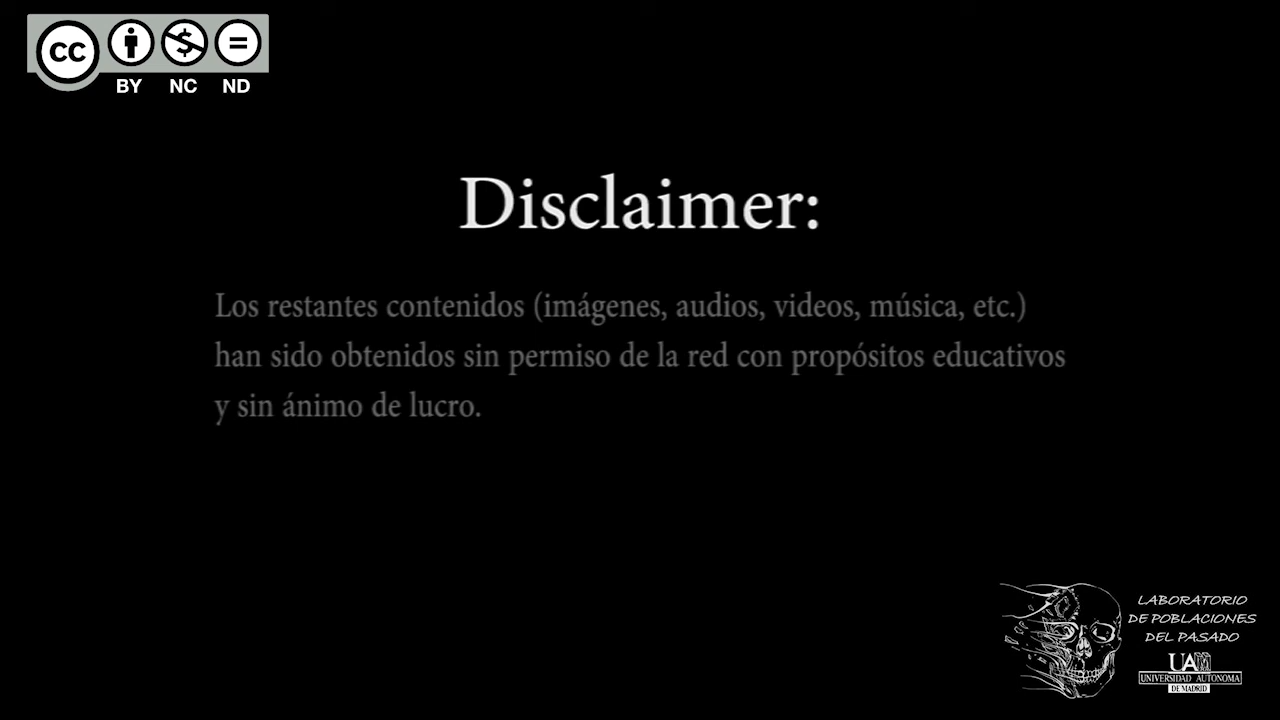 CC
BY NC ND
Disclaimer:
Los restantes contenidos (imágenes, audios, videos, música, etc.)
han sido obtenidos sin permiso de la red con propósitos educativos
y sin ánimo de lucro.
LABORATORIO
DE POBLACIONES
DEL PASADO
UAM
UNIVERSIDAD AUTONOMA
DE MADRID